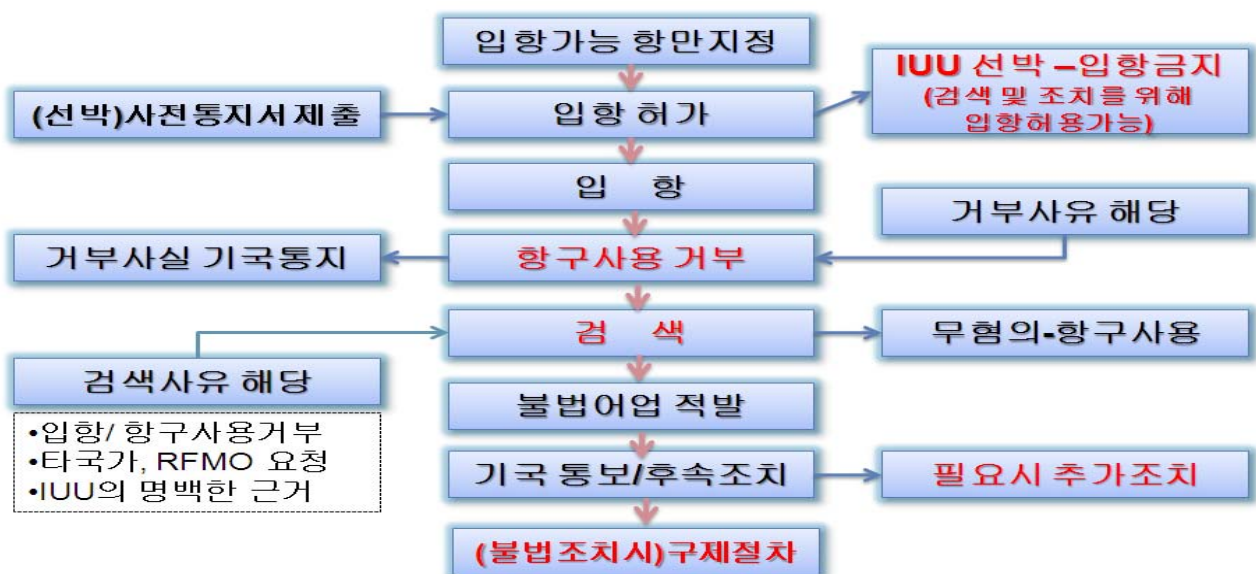 입항가능 항만지정
IUU 선박 –입항금지
(검색 및 조치를 위해
입항허용가능)
(선박)사전통지서제출
입항 허가
입 항
거부사유 해당
거부사실 기국통지
항구사용 거부
검 색
무혐의-항구사용
검색사유 해당
•입항/ 항구사용거부
•타국가, RFMO 요청
•IUU의 명백한 근거
불법어업 적발
기국 통보/후속조치
필요시 추가조치
(불법조치시)구제절차